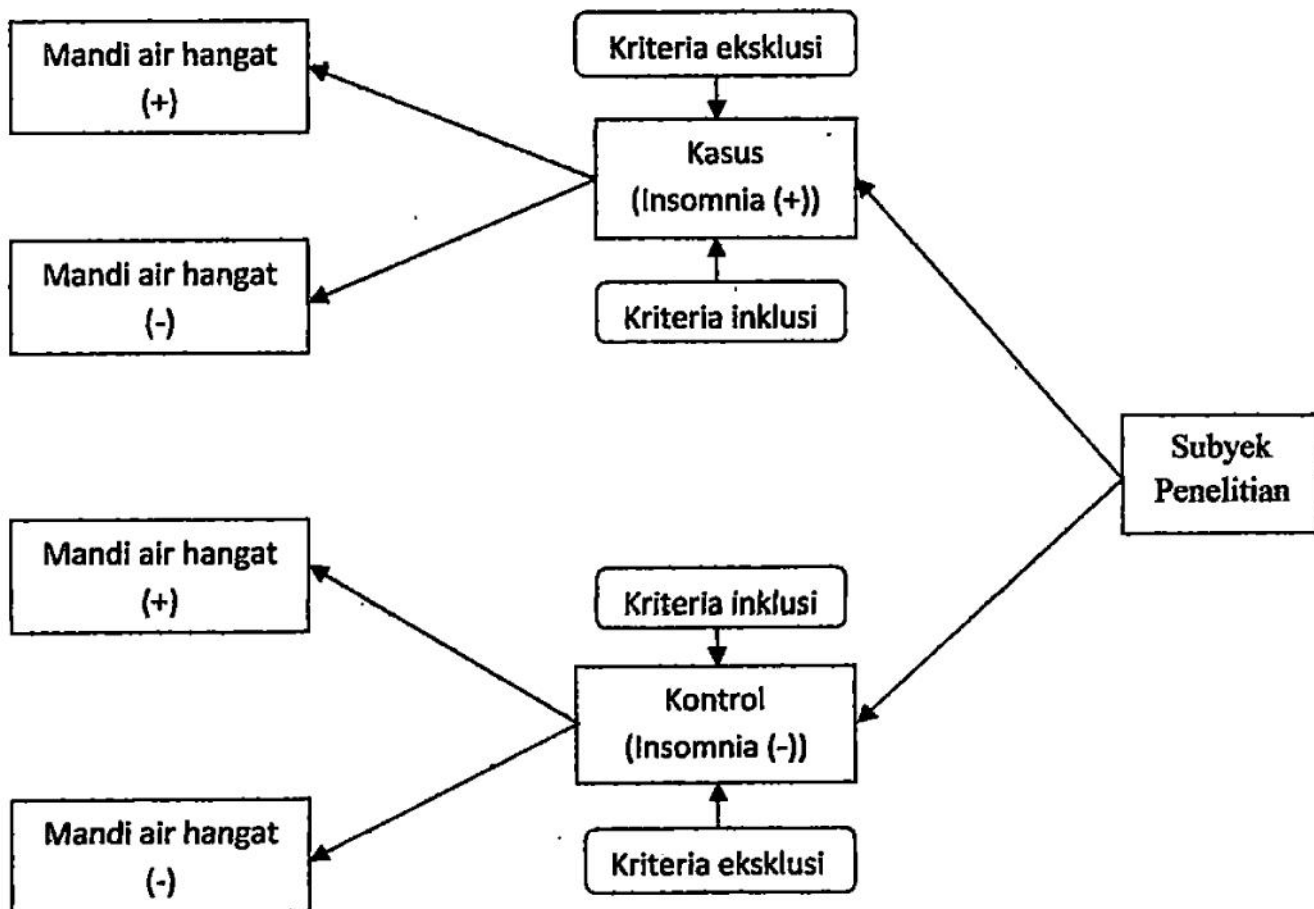 Mandi air hangat
(+)
Kriteria eksklusi
Kasus
(Insomnia (+))
Mandi air hangat
(-)
Kriteria inklusi
Subyek
Penelitian
Mandi air hangat
(+)
Kriteria inklusi
Kontrol
(Insomnia (-))
Mandi air hangat
(-)
Kriteria eksklusi